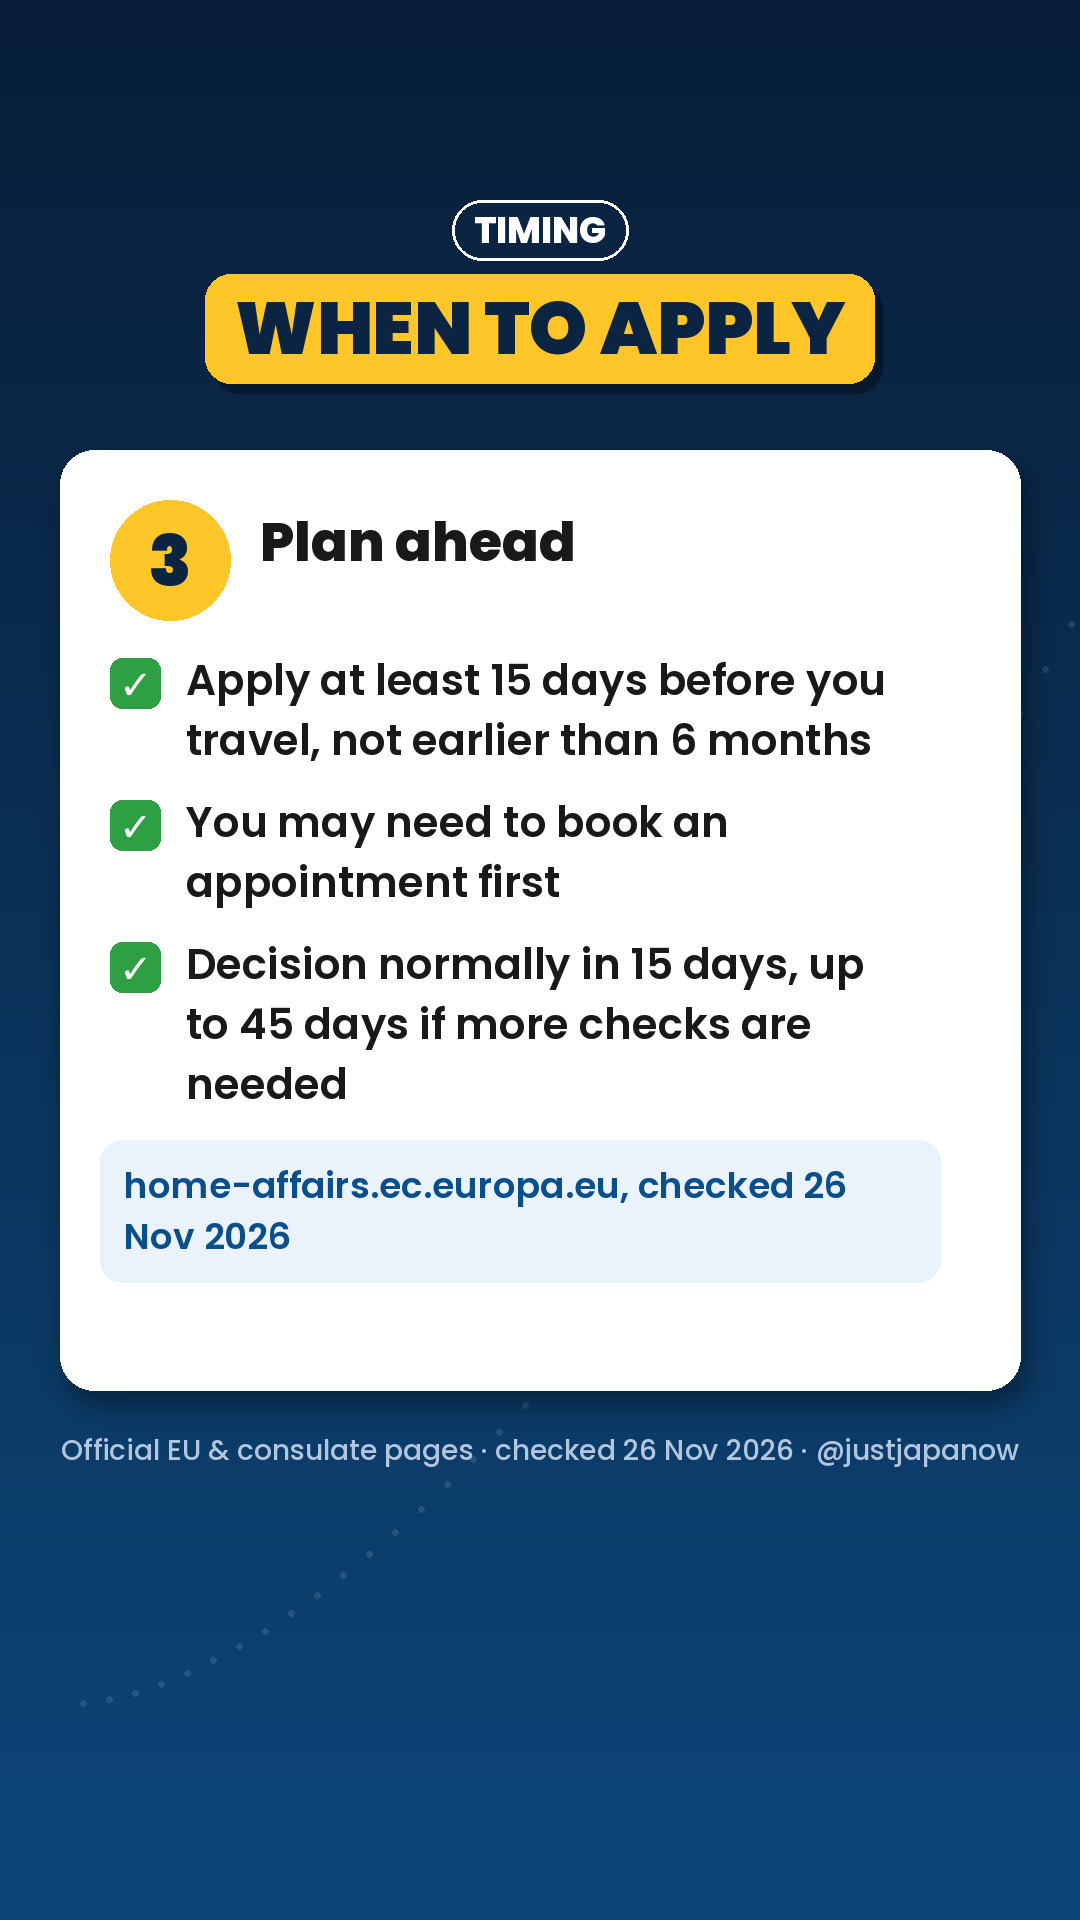 TIMING
WHEN TO APPLY
3
Plan ahead
✓ Apply at least 15 days before you
travel, not earlier than 6 months
✓ You may need to book an
appointment first
✓ Decision normally in 15 days, up
to 45 days if more checks are
needed
home-affairs.ec.europa.eu, checked 26
Nov 2026
Official EU & consulate pages · checked 26 Nov 2026 · @justjapanow